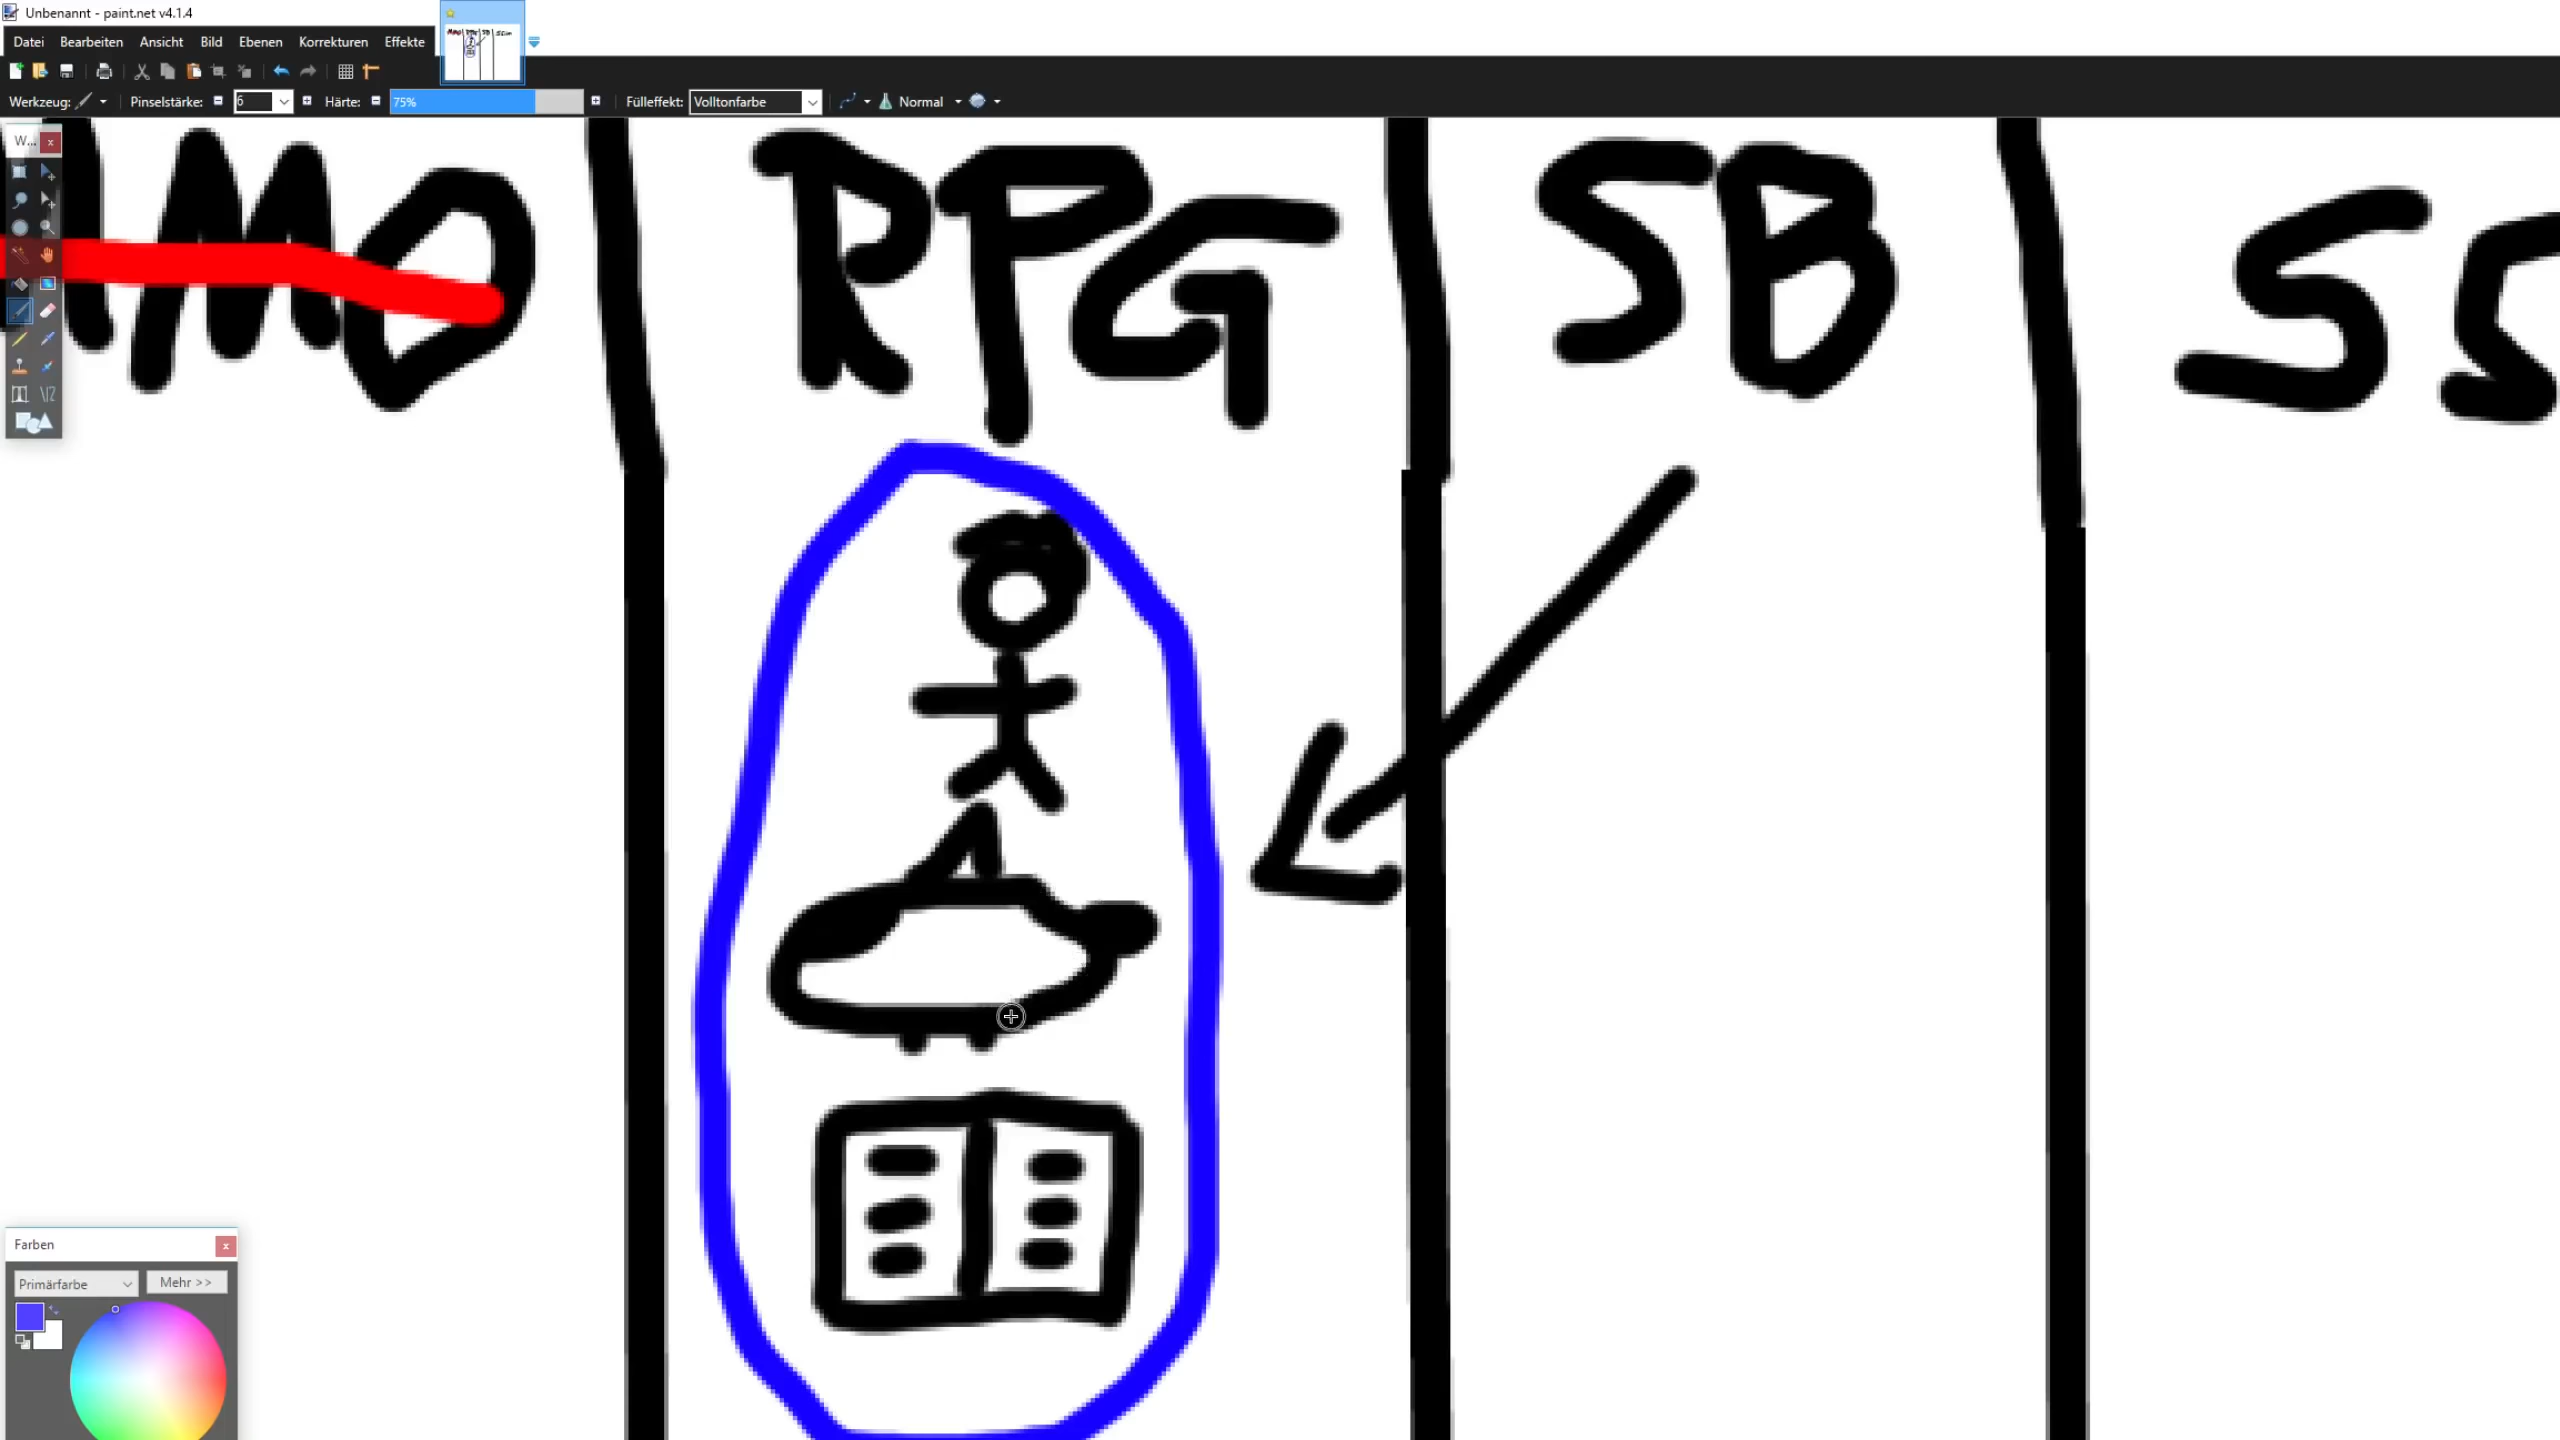 Unbenannt - paint.net v4.1.4
Datei Bearbeiten Ansicht Bild Ebenen Korrekturen Effekte
Werkzeug: Pinselstärke: 6 Härte: 75% Fülleffekt: Volltonfarbe Normal
W...
MMO RPG SB
Farben
Primärfarbe Mehr >>